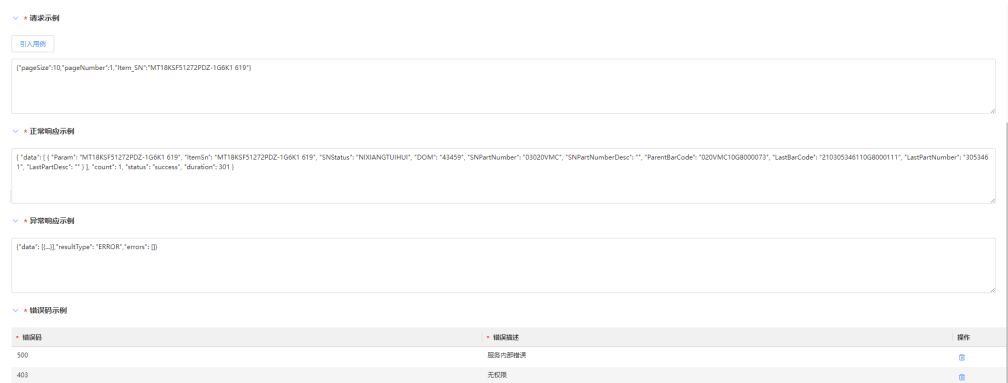 * 请求示例
引入用例
{"pageSize":10,"pageNumber":1,"Item_SN":"MT18KSF51272PDZ-1G6K1 619"}
* 正常响应示例
{ "data": [ { "Param": "MT18KSF51272PDZ-1G6K1 619", "ItemSn": "MT18KSF51272PDZ-1G6K1 619", "SNStatus": "NIXIANGTUIHUI", "DOM": "43459", "SNPartNumber": "03020VMC", "SNPartNumberDesc": "", "ParentBarCode": "020VMC10G8000073", "LastBarCode": "210305346110G8000111", "LastPartNumber": "305346
1", "LastPartDesc": "" } ], "count": 1, "status": "success", "duration": 301 }
* 异常响应示例
{"data": [{...}],"resultType": "ERROR","errors": []}
* 错误码示例
* 错误码 * 错误描述 操作
500 服务内部错误
403 无权限